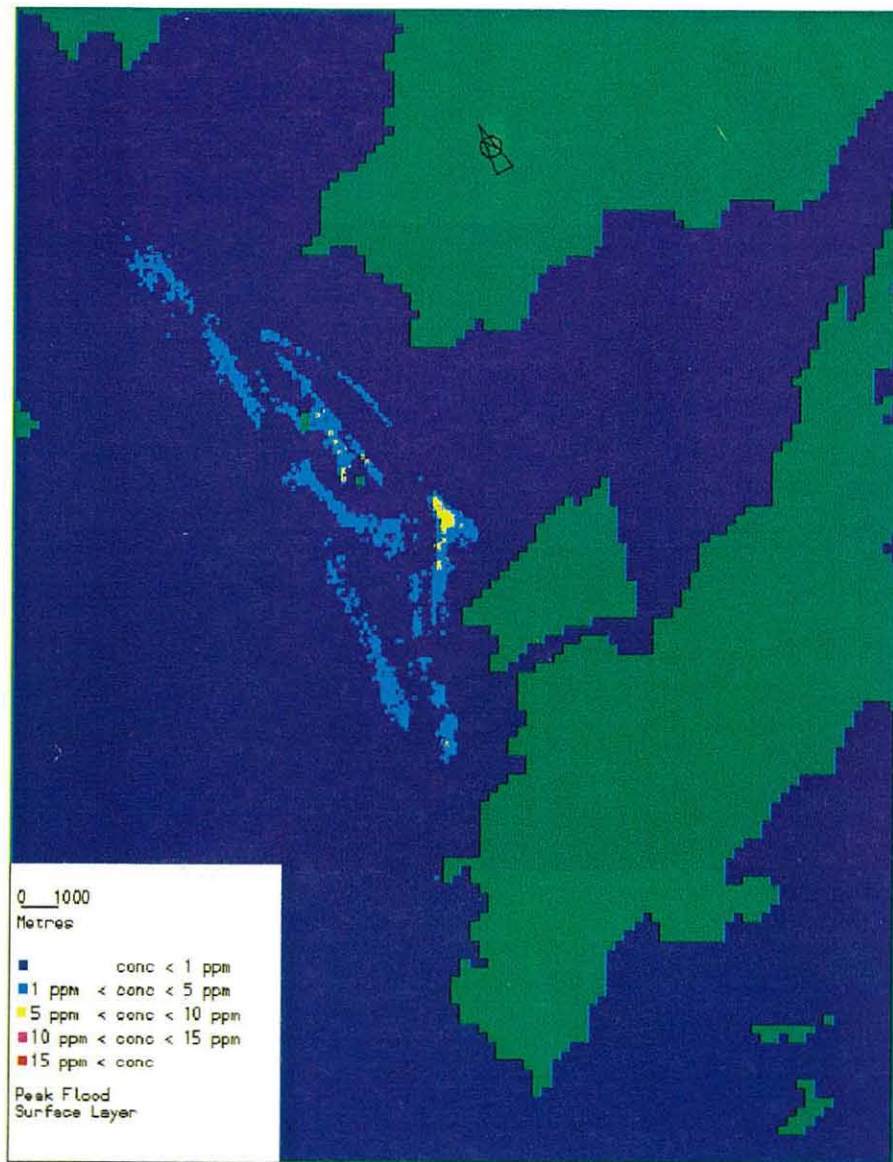 N
0 1000
Metres
conc < 1 ppm
1 ppm < conc < 5 ppm
5 ppm < conc < 10 ppm
10 ppm < conc < 15 ppm
15 ppm < conc
Peak Flood
Surface Layer